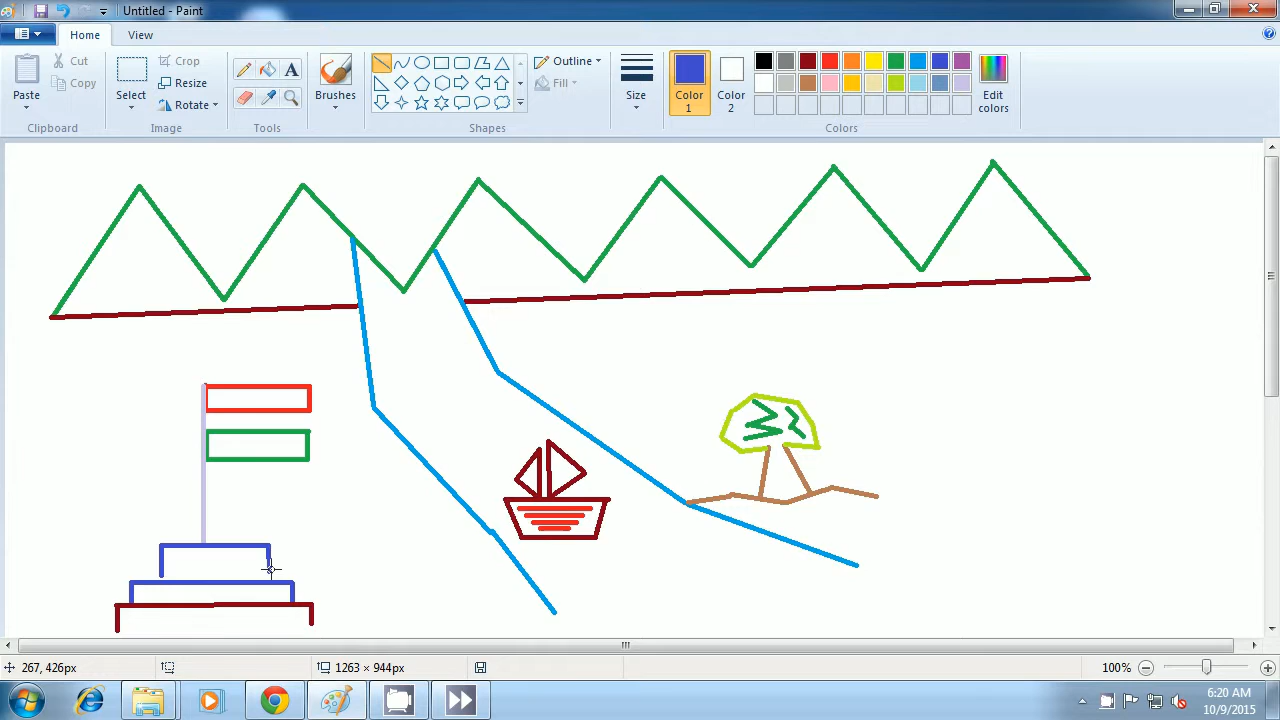 Untitled - Paint
Home View
Paste
Cut
Copy
Clipboard
Select
Crop
Resize
Rotate
Image
A
Tools
Brushes
Outline
Fill
Shapes
Size
Color 1
Color 2
Edit colors
Colors
267, 426px
1263 × 944px
100%
6:20 AM
10/9/2015